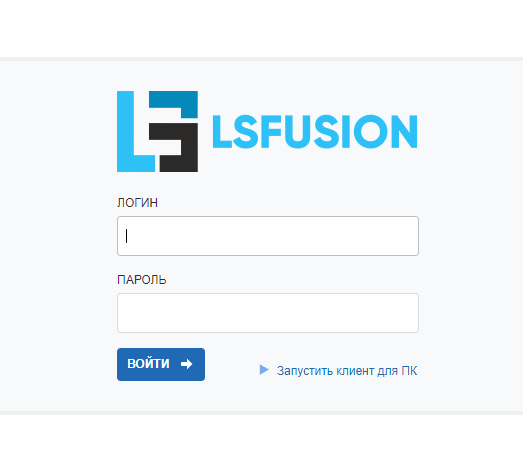 LSFUSION
ЛОГИН
ПАРОЛЬ
ВОЙТИ
Запустить клиент для ПК